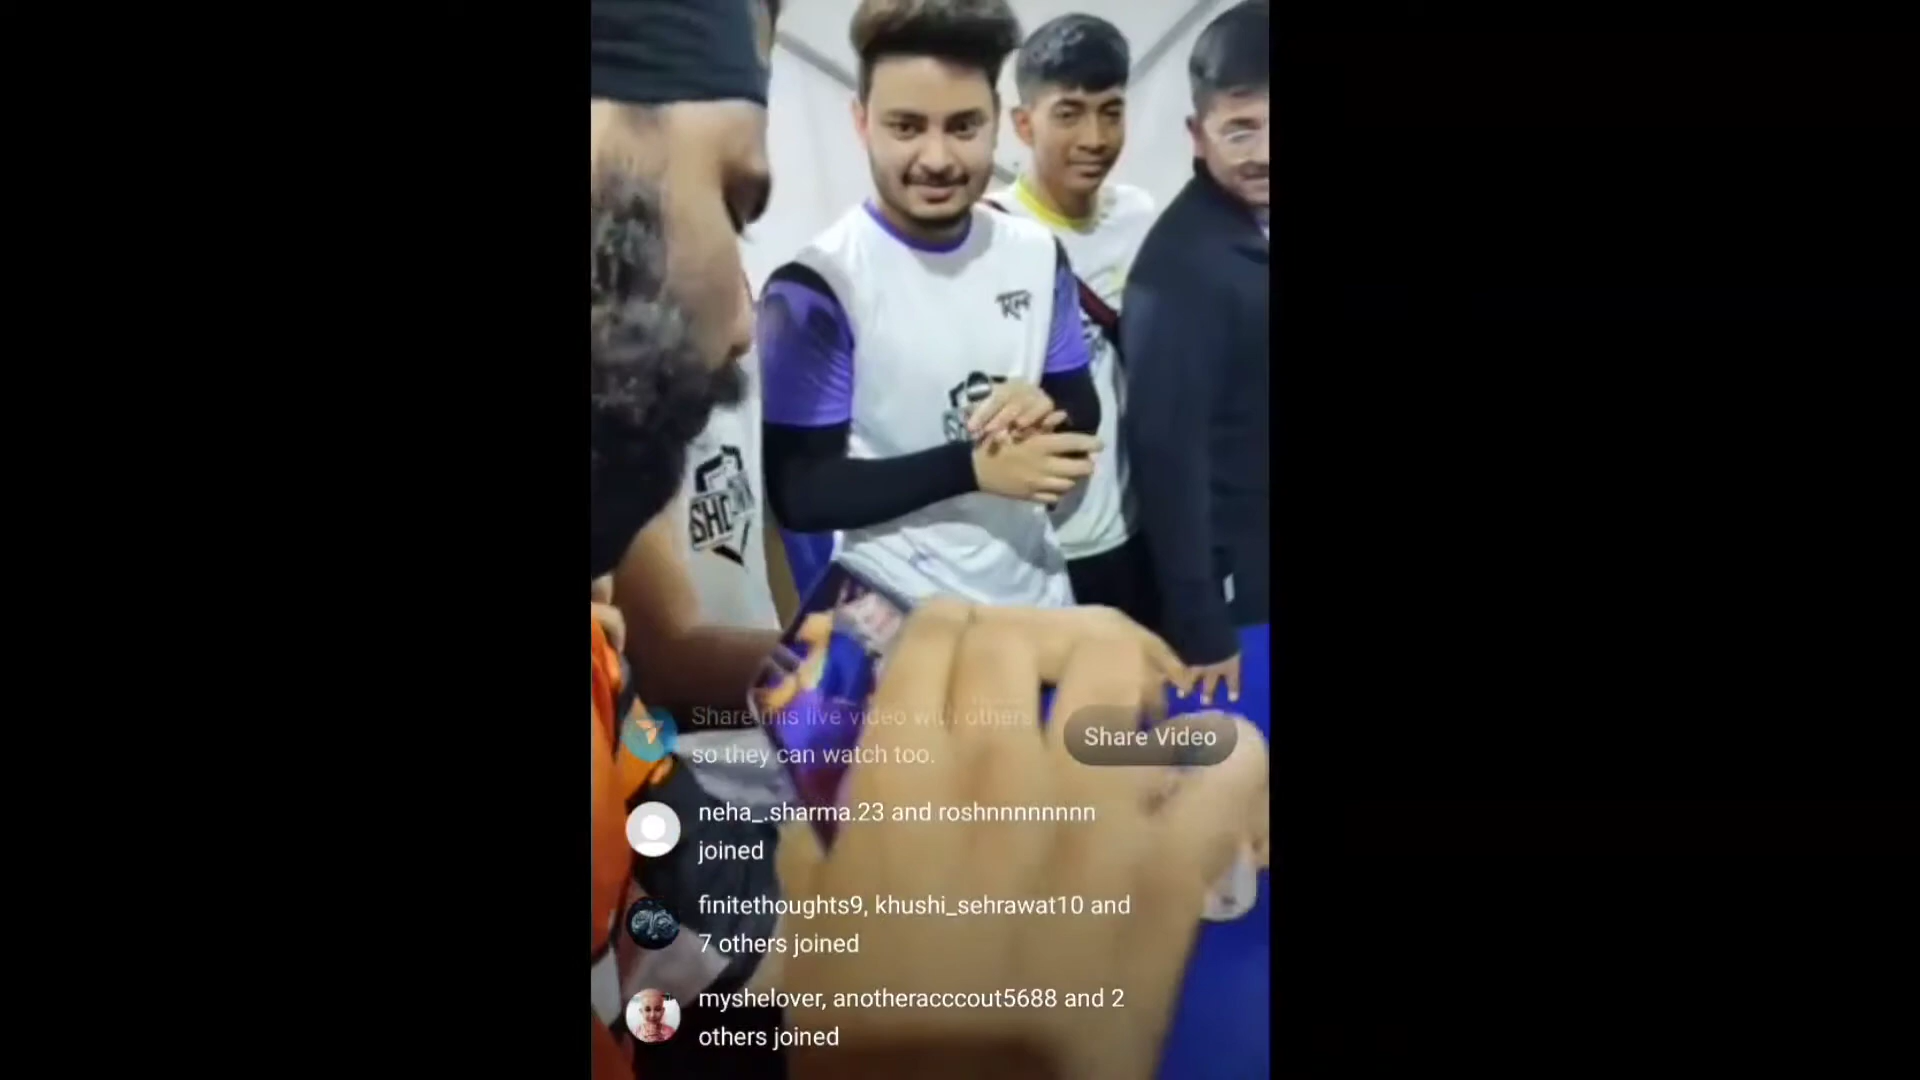 Share this live video with others
so they can watch too.
Share Video
neha_.sharma.23 and roshnnnnnnnn
joined
finitethoughts9, khushi_sehrawat10 and
7 others joined
myshelover, anotheracccout5688 and 2
others joined